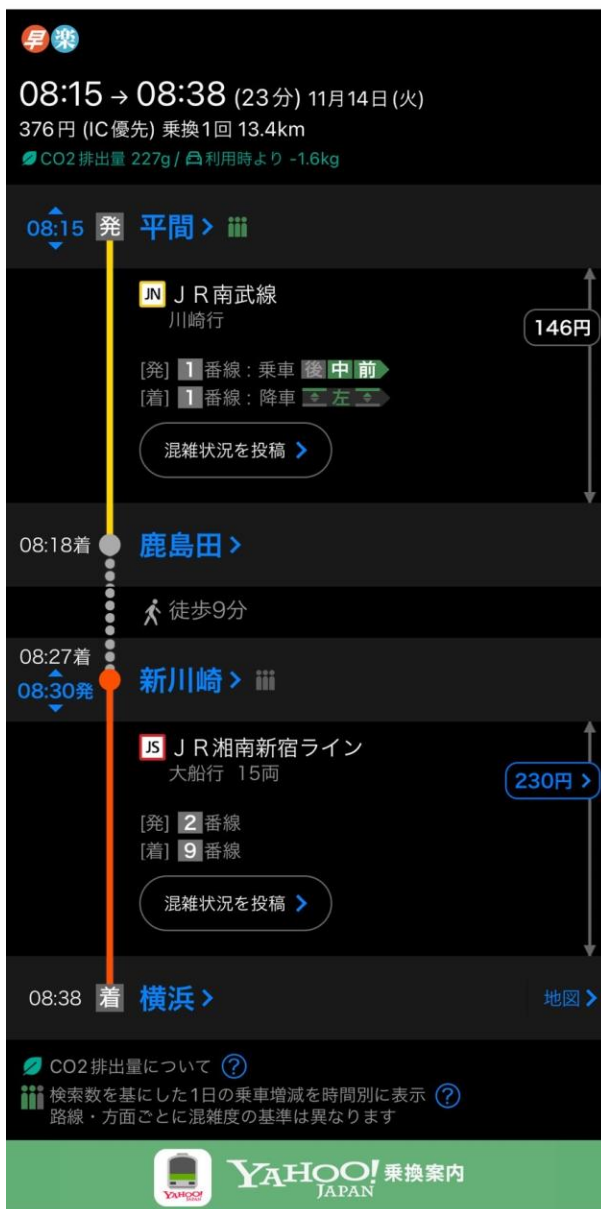 早 楽
08:15→08:38 (23分) 11月14日(火)
376円 (IC優先) 乗換1回 13.4km
CO2排出量 227g / 利用時より -1.6kg
08:15 発 平間
JN JR南武線
川崎行
146円
[発] 1番線：乗車 後 中 前
[着] 1番線：降車 左
混雑状況を投稿
08:18着 鹿島田
徒歩9分
08:27着
08:30発 新川崎
JS JR湘南新宿ライン
大船行 15両
230円
[発] 2番線
[着] 9番線
混雑状況を投稿
08:38 着 横浜 地図
CO2排出量について ?
検索数を基にした1日の乗車増減を時間別に表示 ?
路線・方面ごとに混雑度の基準は異なります
YAHOO! YAHOO! 乗換案内
JAPAN JAPAN